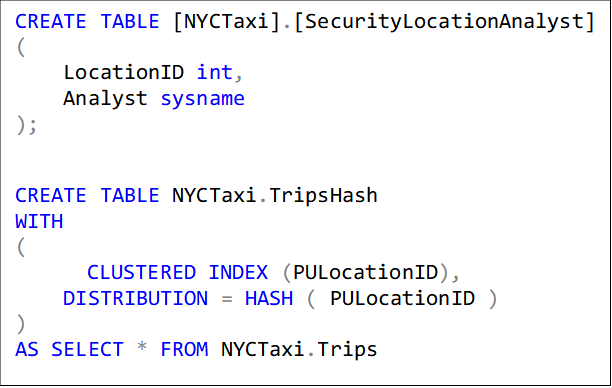 CREATE TABLE [NYCTaxi].[SecurityLocationAnalyst]
(
    LocationID int,
    Analyst sysname
);
CREATE TABLE NYCTaxi.TripsHash
WITH
(
      CLUSTERED INDEX (PULocationID),
    DISTRIBUTION = HASH ( PULocationID )
)
AS SELECT * FROM NYCTaxi.Trips